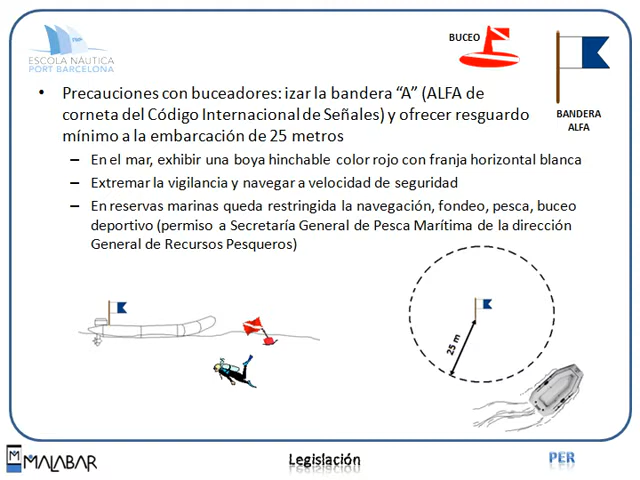 ESCOLA NÀUTICA
PORT BARCELONA
BUCEO
BANDERA
ALFA
• Precauciones con buceadores: izar la bandera “A” (ALFA de
corneta del Código Internacional de Señales) y ofrecer resguardo
mínimo a la embarcación de 25 metros
– En el mar, exhibir una boya hinchable color rojo con franja horizontal blanca
– Extremar la vigilancia y navegar a velocidad de seguridad
– En reservas marinas queda restringida la navegación, fondeo, pesca, buceo
deportivo (permiso a Secretaría General de Pesca Marítima de la dirección
General de Recursos Pesqueros)
25 m
MALABAR
Legislación
PER